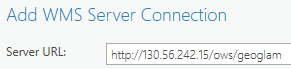 Add WMS Server Connection
Server URL: http://130.56.242.15/ows/geoglam